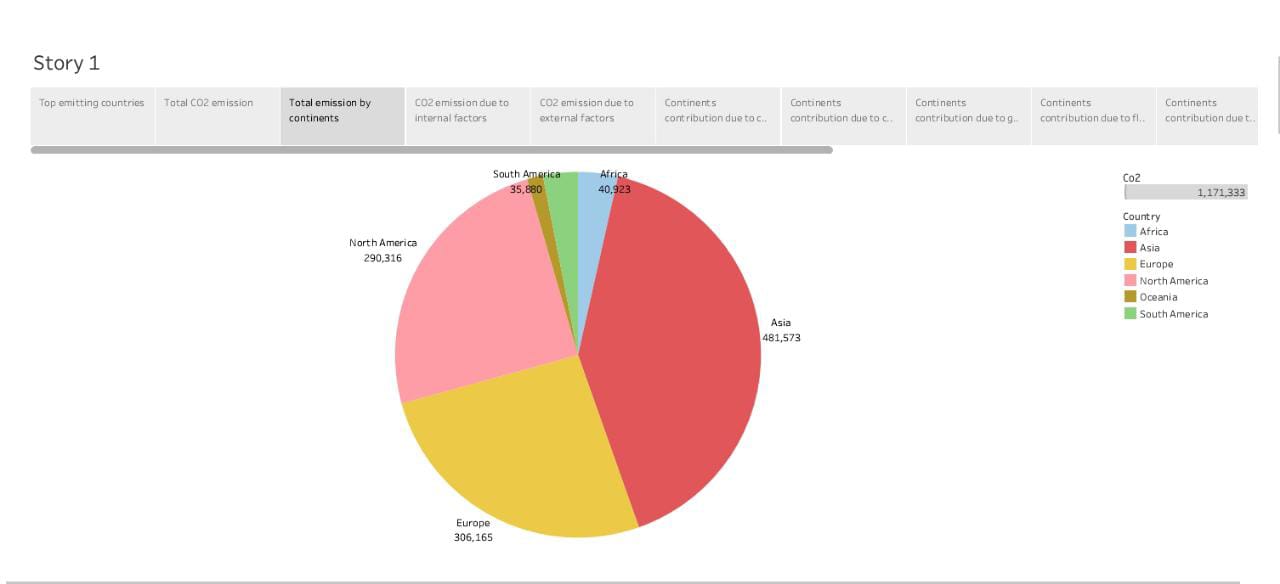 Story 1
Top emitting countries
Total CO2 emission
Total emission by
continents
CO2 emission due to
internal factors
CO2 emission due to
external factors
Continents
contribution due to c..
Continents
contribution due to c..
Continents
contribution due to g..
Continents
contribution due to fl..
Continents
contribution due t..
South America
35,880
Africa
40,923
North America
290,316
Asia
481,573
Europe
306,165
Co2
1,171,333
Country
Africa
Asia
Europe
North America
Oceania
South America